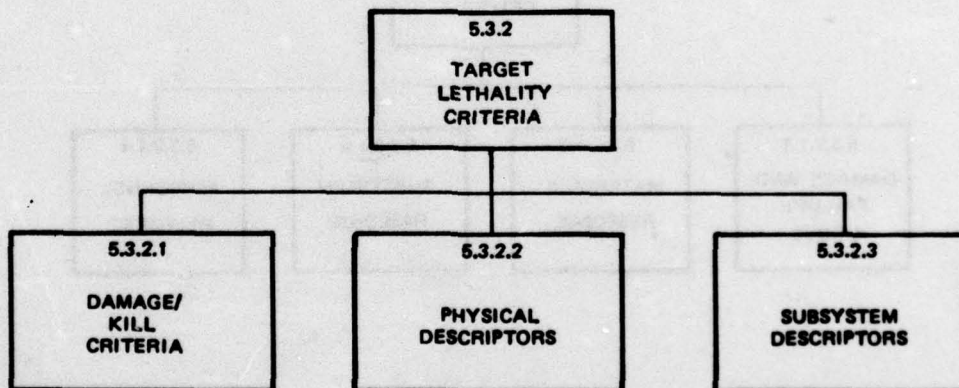 5.3.2
TARGET
LETHALITY
CRITERIA
5.3.2.1
DAMAGE/
KILL
CRITERIA
5.3.2.2
PHYSICAL
DESCRIPTORS
5.3.2.3
SUBSYSTEM
DESCRIPTORS